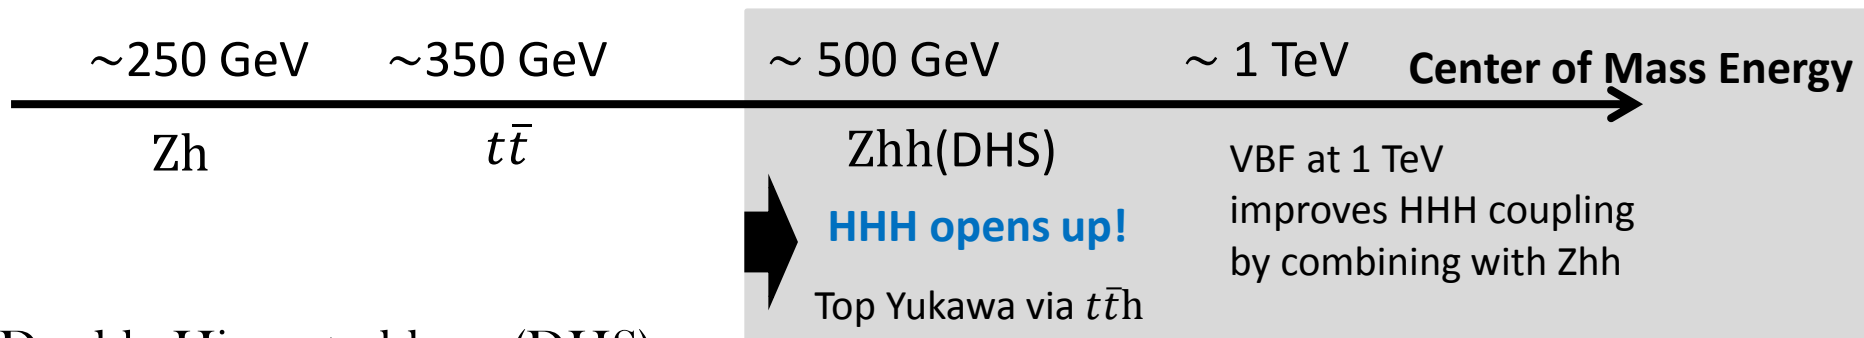 ~250 GeV ~350 GeV ~ 500 GeV ~ 1 TeV Center of Mass Energy
Zh tt̄ Zhh(DHS)
HHH opens up!
Top Yukawa via tt̄h
VBF at 1 TeV
improves HHH coupling
by combining with Zhh
(DHS)